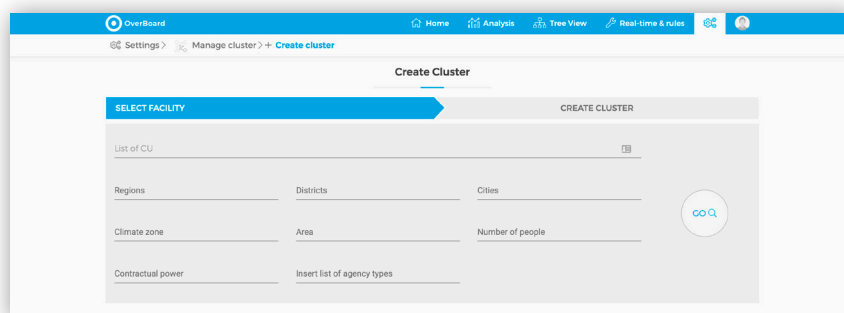 OverBoard Home Analysis Tree View Real-time & rules
Settings > Manage cluster > + Create cluster
Create Cluster
SELECT FACILITY CREATE CLUSTER
List of CU
Regions Districts Cities
GO
Climate zone Area Number of people
Contractual power Insert list of agency types